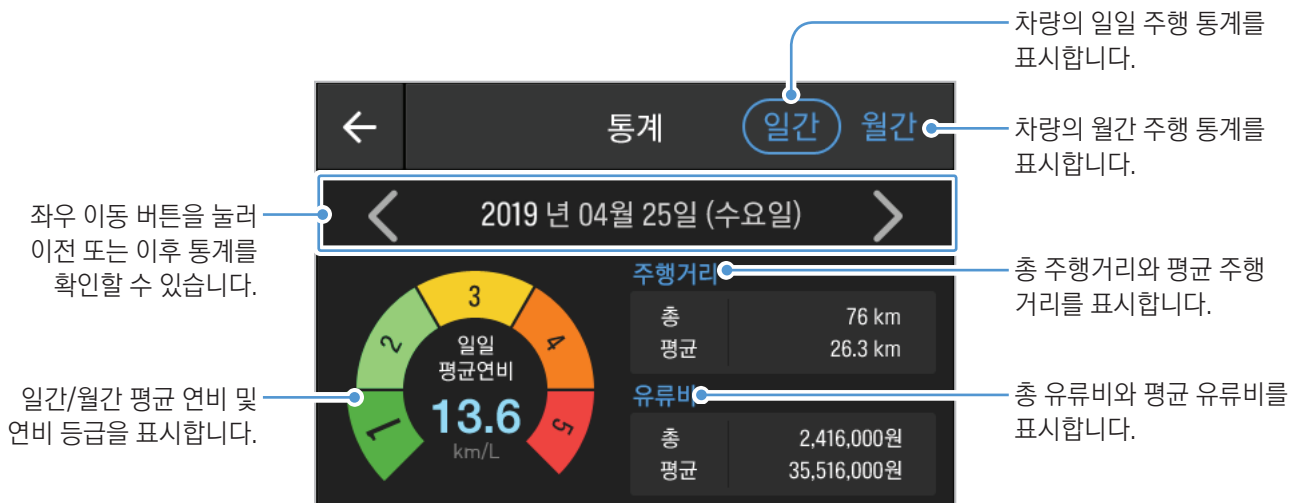 차량의 일일 주행 통계를
표시합니다.
통계
일간
월간
차량의 월간 주행 통계를
표시합니다.
좌우 이동 버튼을 눌러
이전 또는 이후 통계를
확인할 수 있습니다.
2019 년 04월 25일 (수요일)
주행거리
총 76 km
평균 26.3 km
총 주행거리와 평균 주행
거리를 표시합니다.
1
2
3
4
5
일일
평균연비
13.6
km/L
일간/월간 평균 연비 및
연비 등급을 표시합니다.
유류비
총 2,416,000원
평균 35,516,000원
총 유류비와 평균 유류비를
표시합니다.